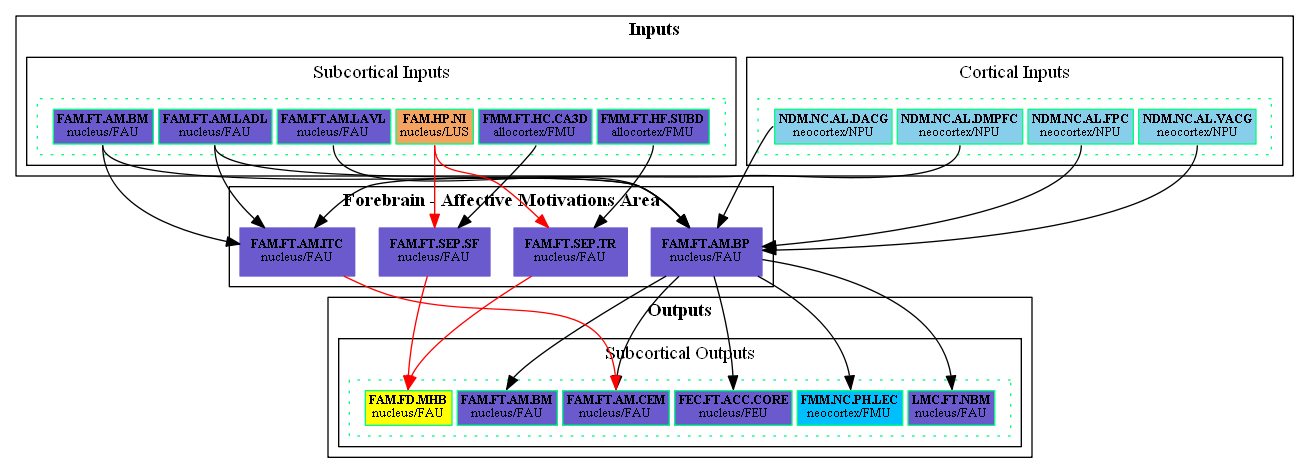 Inputs
Subcortical Inputs
Cortical Inputs
FAM.FT.AM.BM
nucleus/FAU
FAM.FT.AM.LADL
nucleus/FAU
FAM.FT.AM.LAVL
nucleus/FAU
FAM.HP.NI
nucleus/LUS
FMM.FT.HC.CA3D
allocortex/FMU
FMM.FT.HF.SUBD
allocortex/FMU
NDM.NC.AL.DACG
neocortex/NPU
NDM.NC.AL.DMPFC
neocortex/NPU
NDM.NC.AL.FPC
neocortex/NPU
NDM.NC.AL.VACG
neocortex/NPU
Forebrain - Affective Motivations Area
FAM.FT.AM.ITC
nucleus/FAU
FAM.FT.SEP.SF
nucleus/FAU
FAM.FT.SEP.TR
nucleus/FAU
FAM.FT.AM.BP
nucleus/FAU
Outputs
Subcortical Outputs
FAM.FD.MHB
nucleus/FAU
FAM.FT.AM.BM
nucleus/FAU
FAM.FT.AM.CEM
nucleus/FAU
FEC.FT.ACC.CORE
nucleus/FEU
FMM.NC.PH.LEC
neocortex/FMU
LMC.FT.NBM
nucleus/FAU